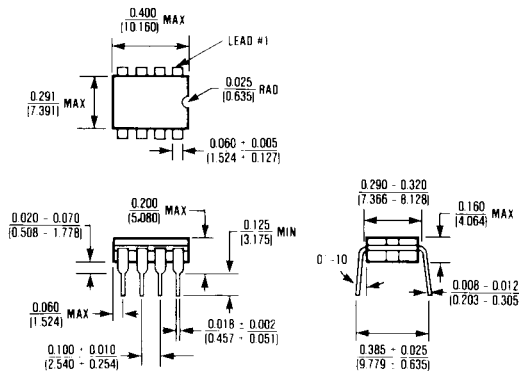 0.400 MAX
(10.160)
LEAD #1
0.291 MAX
(7.391)
0.025 RAD
(0.635)
0.060 ± 0.005
(1.524 ± 0.127)
0.290 - 0.320
(7.366 - 8.128)
0.200 MAX
(5.080)
0.160 MAX
(4.064)
0.020 - 0.070
(0.508 - 1.778)
0.125 MIN
(3.175)
0°-10
0.008 - 0.012
(0.203 - 0.305
0.060 MAX
(1.524)
0.018 ± 0.002
(0.457 ± 0.051)
0.100 ± 0.010
(2.540 ± 0.254)
0.385 ± 0.025
(9.779 ± 0.635)